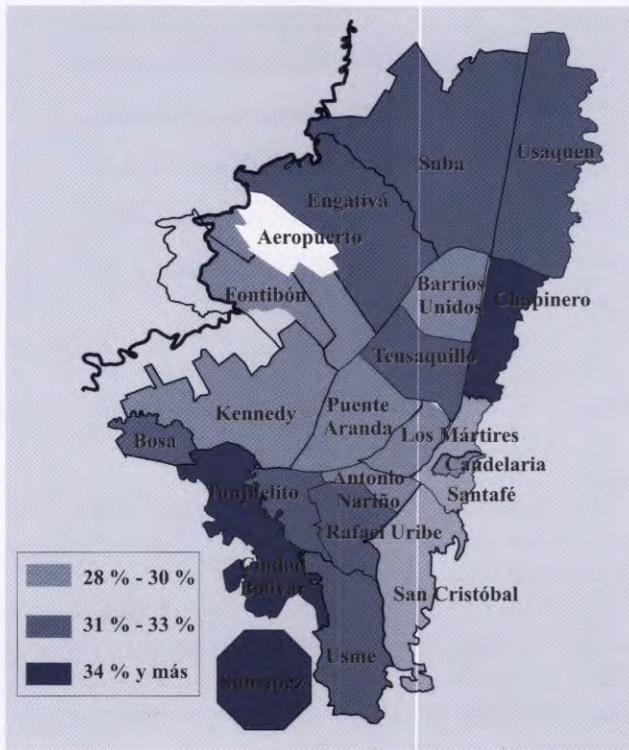 Suba
Usaquen
Engativá
Aeropuerto
Fontibón
Barrios
Unidos
Chapinero
Teusaquillo
Kennedy
Puente
Aranda
Los Mártires
Bosa
Candelaria
Tunjuelito
Antonio
Nariño
Santafé
Rafael Uribe
Ciudad
Bolívar
San Cristóbal
Usme
Sumapaz
28 % - 30 %
31 % - 33 %
34 % y más